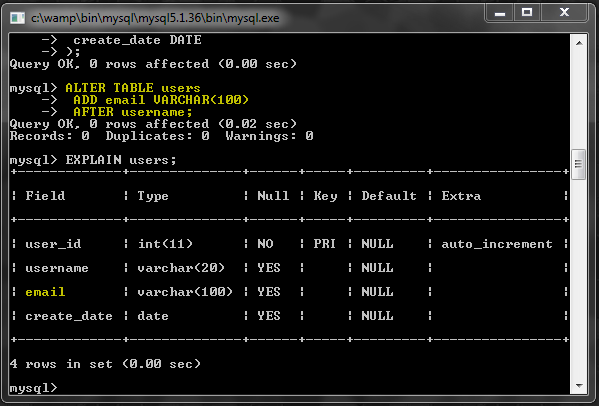 c:\wamp\bin\mysql\mysql5.1.36\bin\mysql.exe
-> create_date DATE
-> );
Query OK, 0 rows affected (0.00 sec)
mysql> ALTER TABLE users
-> ADD email VARCHAR(100)
-> AFTER username;
Query OK, 0 rows affected (0.02 sec)
Records: 0 Duplicates: 0 Warnings: 0
mysql> EXPLAIN users;
+-------------+--------------+------+-----+---------+----------------+
| Field | Type | Null | Key | Default | Extra |
+-------------+--------------+------+-----+---------+----------------+
| user_id | int(11) | NO | PRI | NULL | auto_increment |
| username | varchar(20) | YES | | NULL | |
| email | varchar(100) | YES | | NULL | |
| create_date | date | YES | | NULL | |
+-------------+--------------+------+-----+---------+----------------+
4 rows in set (0.00 sec)
mysql>